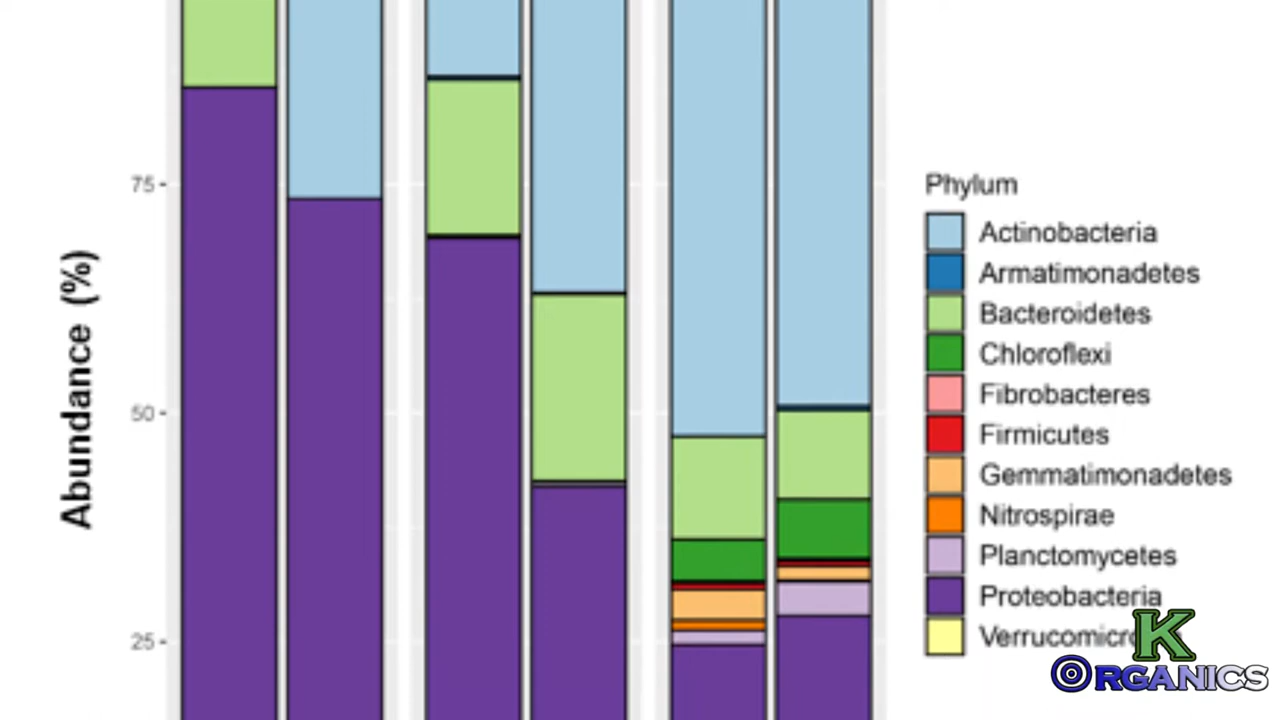 Abundance (%)
75
50
25
Phylum
Actinobacteria
Armatimonadetes
Bacteroidetes
Chloroflexi
Fibrobacteres
Firmicutes
Gemmatimonadetes
Nitrospirae
Planctomycetes
Proteobacteria
K
ORGANICS